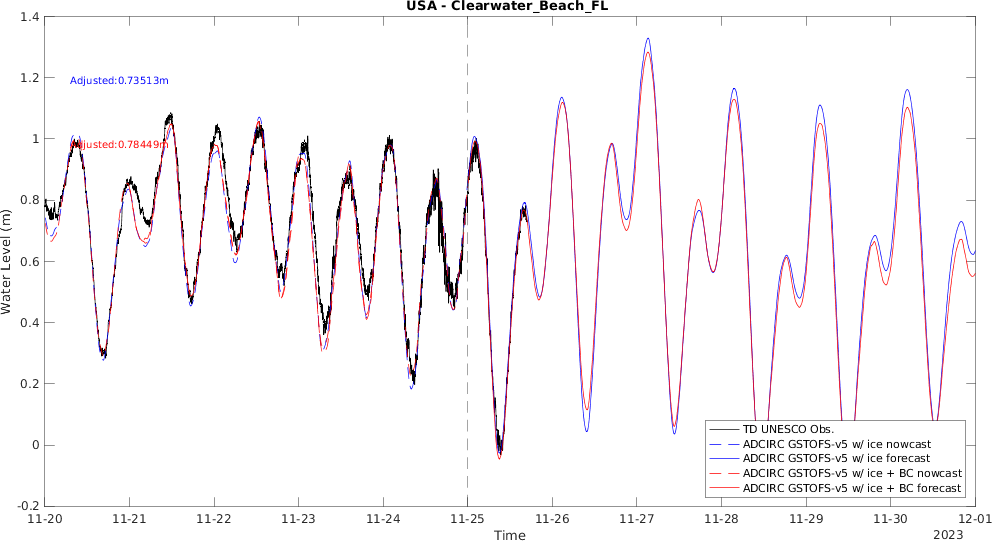 USA - Clearwater_Beach_FL
1.4
1.2
1
0.8
0.6
0.4
0.2
0
-0.2
Water Level (m)
Adjusted:0.73513m
Adjusted:0.78449m
TD UNESCO Obs.
ADCIRC GSTOFS-v5 w/ ice nowcast
ADCIRC GSTOFS-v5 w/ ice forecast
ADCIRC GSTOFS-v5 w/ ice + BC nowcast
ADCIRC GSTOFS-v5 w/ ice + BC forecast
11-20 11-21 11-22 11-23 11-24 11-25 11-26 11-27 11-28 11-29 11-30 12-01
Time
2023